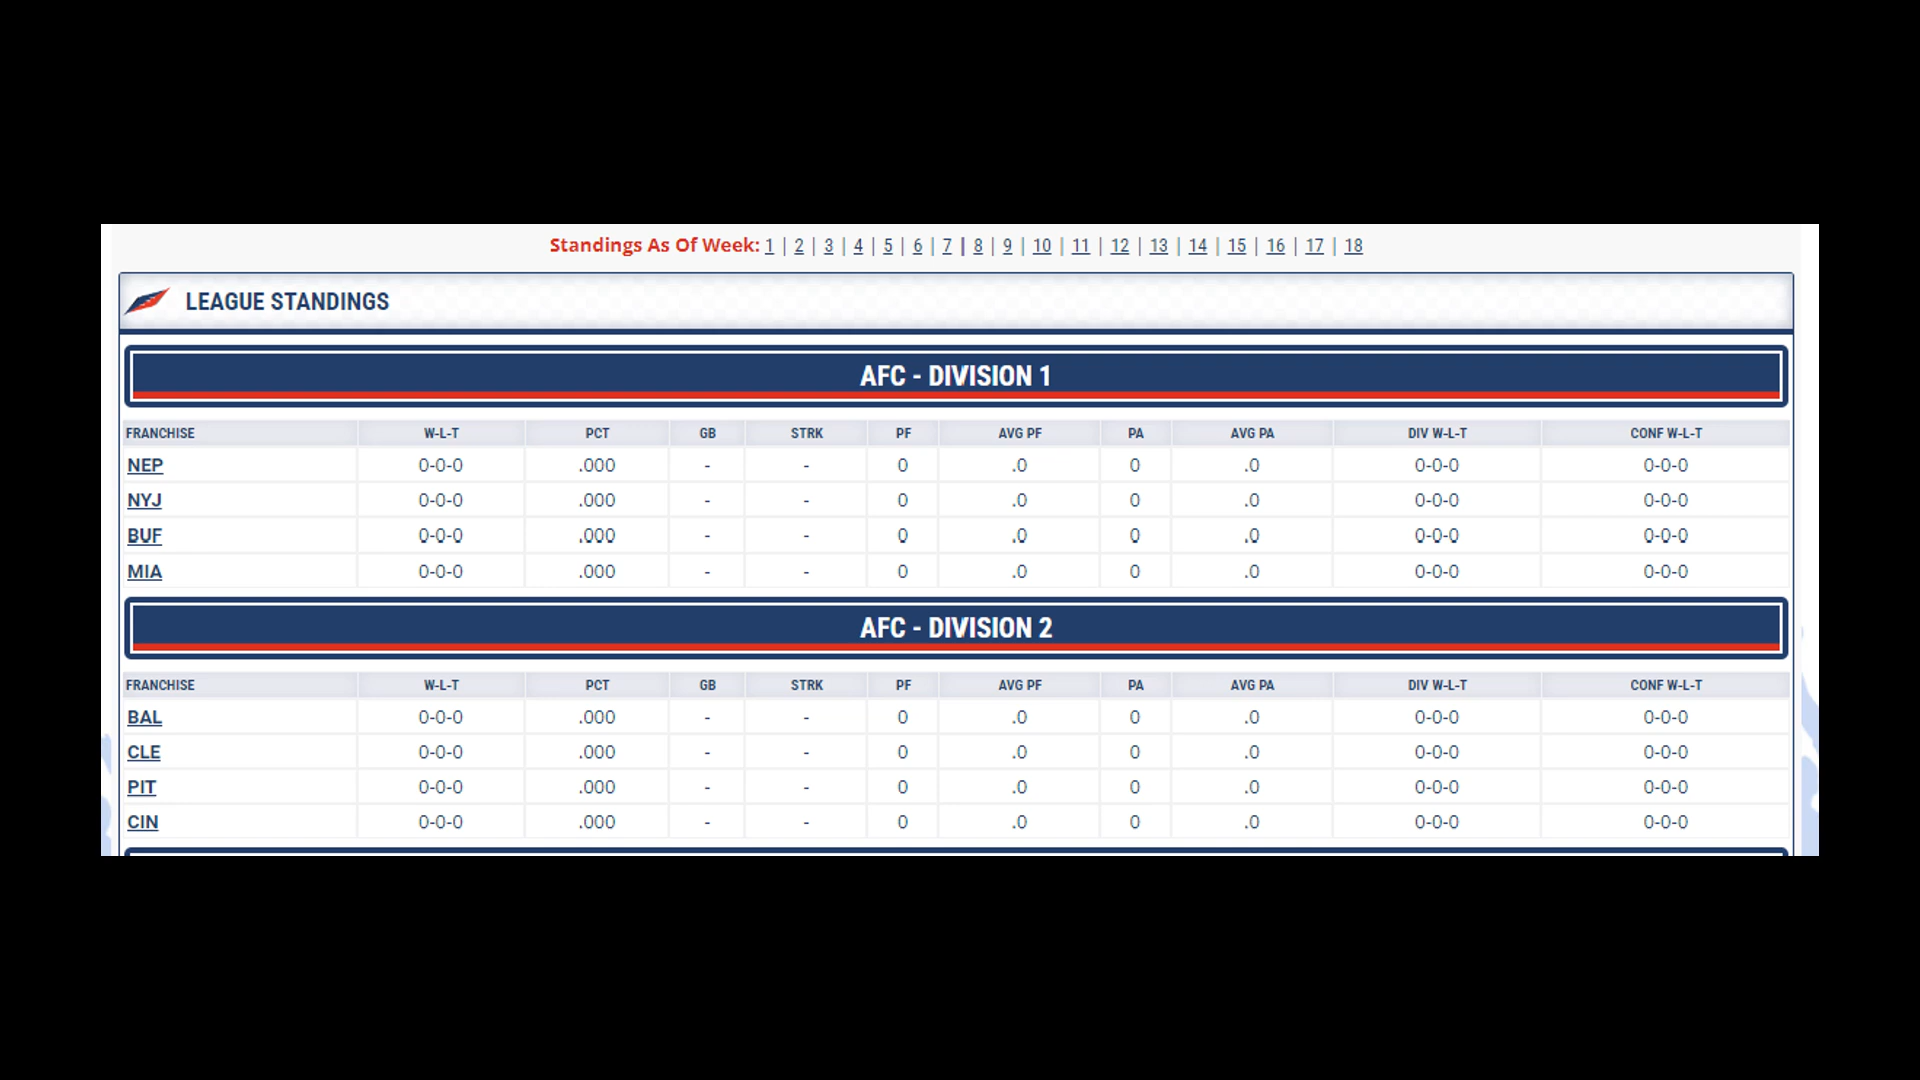 Standings As Of Week: 1 | 2 | 3 | 4 | 5 | 6 | 7 | 8 | 9 | 10 | 11 | 12 | 13 | 14 | 15 | 16 | 17 | 18
LEAGUE STANDINGS
AFC - DIVISION 1
FRANCHISE W-L-T PCT GB STRK PF AVG PF PA AVG PA DIV W-L-T CONF W-L-T
NEP 0-0-0 .000 - - 0 .0 0 .0 0-0-0 0-0-0
NYJ 0-0-0 .000 - - 0 .0 0 .0 0-0-0 0-0-0
BUF 0-0-0 .000 - - 0 .0 0 .0 0-0-0 0-0-0
MIA 0-0-0 .000 - - 0 .0 0 .0 0-0-0 0-0-0
AFC - DIVISION 2
FRANCHISE W-L-T PCT GB STRK PF AVG PF PA AVG PA DIV W-L-T CONF W-L-T
BAL 0-0-0 .000 - - 0 .0 0 .0 0-0-0 0-0-0
CLE 0-0-0 .000 - - 0 .0 0 .0 0-0-0 0-0-0
PIT 0-0-0 .000 - - 0 .0 0 .0 0-0-0 0-0-0
CIN 0-0-0 .000 - - 0 .0 0 .0 0-0-0 0-0-0